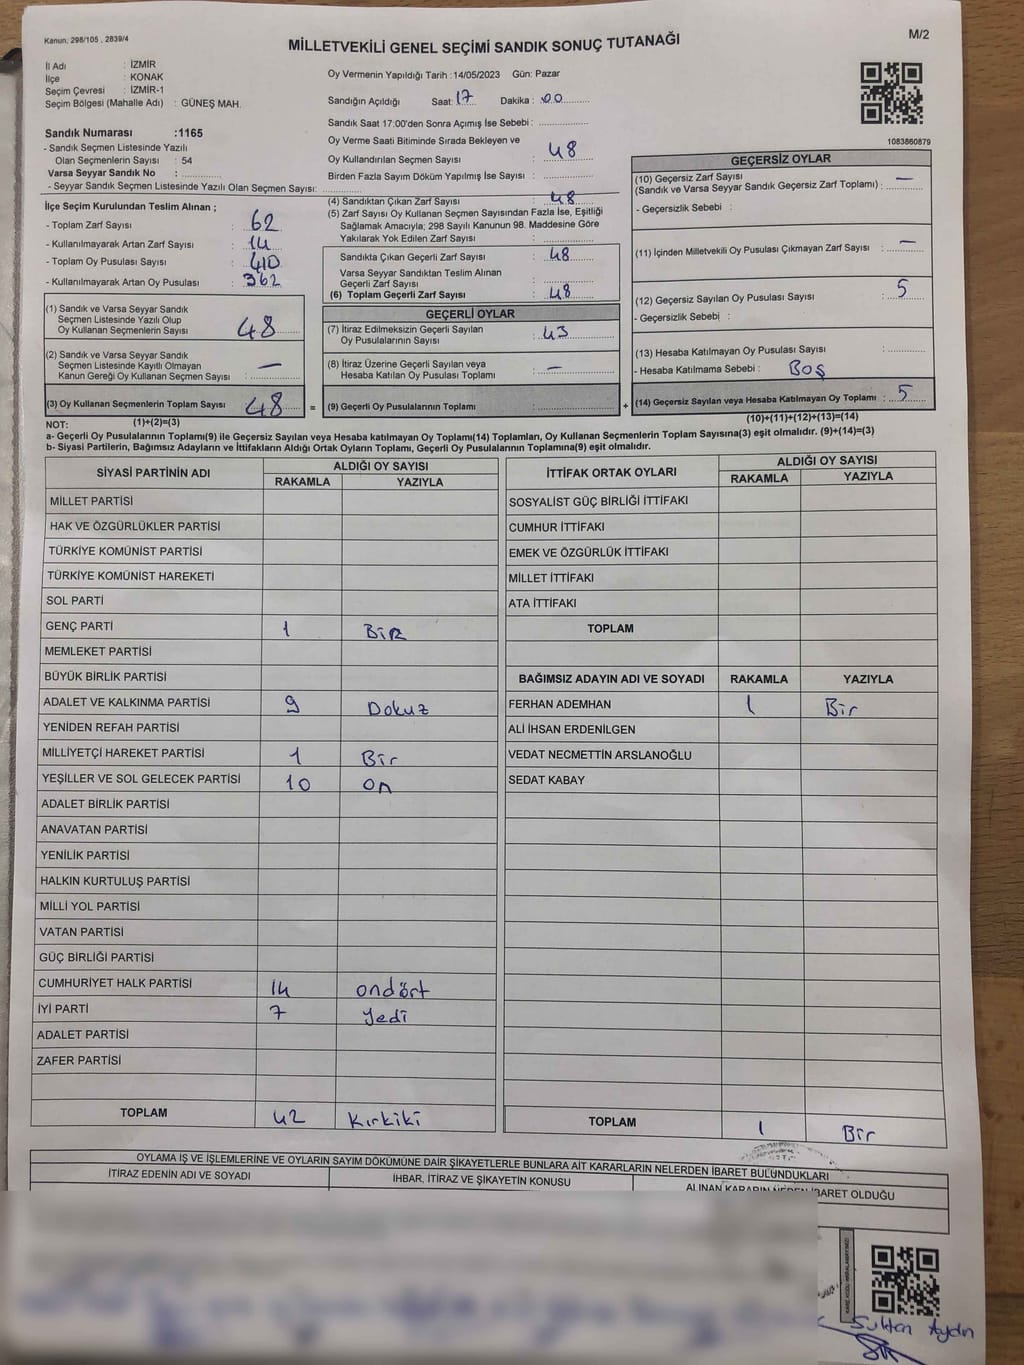 Kanun, 298/105 , 2839/4
MİLLETVEKİLİ GENEL SEÇİMİ SANDIK SONUÇ TUTANAĞI
M/2
İl Adı : İZMİR
İlçe : KONAK
Seçim Çevresi : İZMİR-1
Seçim Bölgesi (Mahalle Adı) : GÜNEŞ MAH.
Oy Vermenin Yapıldığı Tarih :14/05/2023 Gün: Pazar
Sandığın Açıldığı Saat: 17 Dakika : 00
Sandık Saat 17:00'den Sonra Açımış İse Sebebi :
Sandık Numarası :1165
- Sandık Seçmen Listesinde Yazılı
Olan Seçmenlerin Sayısı : 54
Varsa Seyyar Sandık No :
- Seyyar Sandık Seçmen Listesinde Yazılı Olan Seçmen Sayısı:
Oy Verme Saati Bitiminde Sırada Bekleyen ve
Oy Kullandırılan Seçmen Sayısı : 48
Birden Fazla Sayım Döküm Yapılmış İse Sayısı :
1083860879
İlçe Seçim Kurulundan Teslim Alınan ;
- Toplam Zarf Sayısı : 62
- Kullanılmayarak Artan Zarf Sayısı : 14
- Toplam Oy Pusulası Sayısı : 410
- Kullanılmayarak Artan Oy Pusulası : 362
(1) Sandık ve Varsa Seyyar Sandık
Seçmen Listesinde Yazılı Olup
Oy Kullanan Seçmenlerin Sayısı 48
(2) Sandık ve Varsa Seyyar Sandık
Seçmen Listesinde Kayıtlı Olmayan
Kanun Gereği Oy Kullanan Seçmen Sayısı : —
(3) Oy Kullanan Seçmenlerin Toplam Sayısı 48
(1)+(2)=(3)
(4) Sandıktan Çıkan Zarf Sayısı : 48
(5) Zarf Sayısı Oy Kullanan Seçmen Sayısından Fazla İse, Eşitliği
Sağlamak Amacıyla; 298 Sayılı Kanunun 98. Maddesine Göre
Yakılarak Yok Edilen Zarf Sayısı :
Sandıkta Çıkan Geçerli Zarf Sayısı : 48
Varsa Seyyar Sandıktan Teslim Alınan
Geçerli Zarf Sayısı :
(6) Toplam Geçerli Zarf Sayısı : 48
GEÇERLİ OYLAR
(7) İtiraz Edilmeksizin Geçerli Sayılan
Oy Pusulalarının Sayısı : 43
(8) İtiraz Üzerine Geçerli Sayılan veya
Hesaba Katılan Oy Pusulası Toplamı : —
= (9) Geçerli Oy Pusulalarının Toplamı :
GEÇERSİZ OYLAR
(10) Geçersiz Zarf Sayısı
(Sandık ve Varsa Seyyar Sandık Geçersiz Zarf Toplamı) : —
- Geçersizlik Sebebi :
(11) İçinden Milletvekili Oy Pusulası Çıkmayan Zarf Sayısı : —
(12) Geçersiz Sayılan Oy Pusulası Sayısı : 5
- Geçersizlik Sebebi :
(13) Hesaba Katılmayan Oy Pusulası Sayısı :
- Hesaba Katılmama Sebebi : Boş
+ (14) Geçersiz Sayılan veya Hesaba Katılmayan Oy Toplamı : 5
(10)+(11)+(12)+(13)=(14)
NOT:
a- Geçerli Oy Pusulalarının Toplamı(9) ile Geçersiz Sayılan veya Hesaba katılmayan Oy Toplamı(14) Toplamları, Oy Kullanan Seçmenlerin Toplam Sayısına(3) eşit olmalıdır. (9)+(14)=(3)
b- Siyasi Partilerin, Bağımsız Adayların ve İttifakların Aldığı Ortak Oyların Toplamı, Geçerli Oy Pusulalarının Toplamına(9) eşit olmalıdır.
SİYASİ PARTİNİN ADI ALDIĞI OY SAYISI
RAKAMLA YAZIYLA
MİLLET PARTİSİ
HAK VE ÖZGÜRLÜKLER PARTİSİ
TÜRKİYE KOMÜNİST PARTİSİ
TÜRKİYE KOMÜNİST HAREKETİ
SOL PARTİ
GENÇ PARTİ 1 BİR
MEMLEKET PARTİSİ
BÜYÜK BİRLİK PARTİSİ
ADALET VE KALKINMA PARTİSİ 9 Dokuz
YENİDEN REFAH PARTİSİ
MİLLİYETÇİ HAREKET PARTİSİ 1 Bir
YEŞİLLER VE SOL GELECEK PARTİSİ 10 On
ADALET BİRLİK PARTİSİ
ANAVATAN PARTİSİ
YENİLİK PARTİSİ
HALKIN KURTULUŞ PARTİSİ
MİLLİ YOL PARTİSİ
VATAN PARTİSİ
GÜÇ BİRLİĞİ PARTİSİ
CUMHURİYET HALK PARTİSİ 14 ondört
İYİ PARTİ 7 Yedi
ADALET PARTİSİ
ZAFER PARTİSİ
TOPLAM 42 Kırkiki
İTTİFAK ORTAK OYLARI ALDIĞI OY SAYISI
RAKAMLA YAZIYLA
SOSYALİST GÜÇ BİRLİĞİ İTTİFAKI
CUMHUR İTTİFAKI
EMEK VE ÖZGÜRLÜK İTTİFAKI
MİLLET İTTİFAKI
ATA İTTİFAKI
TOPLAM
BAĞIMSIZ ADAYIN ADI VE SOYADI RAKAMLA YAZIYLA
FERHAN ADEMHAN 1 Bir
ALİ İHSAN ERDENİLGEN
VEDAT NECMETTİN ARSLANOĞLU
SEDAT KABAY
TOPLAM 1 Bir
OYLAMA İŞ VE İŞLEMLERİNE VE OYLARIN SAYIM DÖKÜMÜNE DAİR ŞİKAYETLERLE BUNLARA AİT KARARLARIN NELERDEN İBARET BULUNDUKLARI
İTİRAZ EDENİN ADI VE SOYADI İHBAR, İTİRAZ VE ŞİKAYETİN KONUSU ALINAN KARARIN NEDEN İBARET OLDUĞU
Sultan Aydın